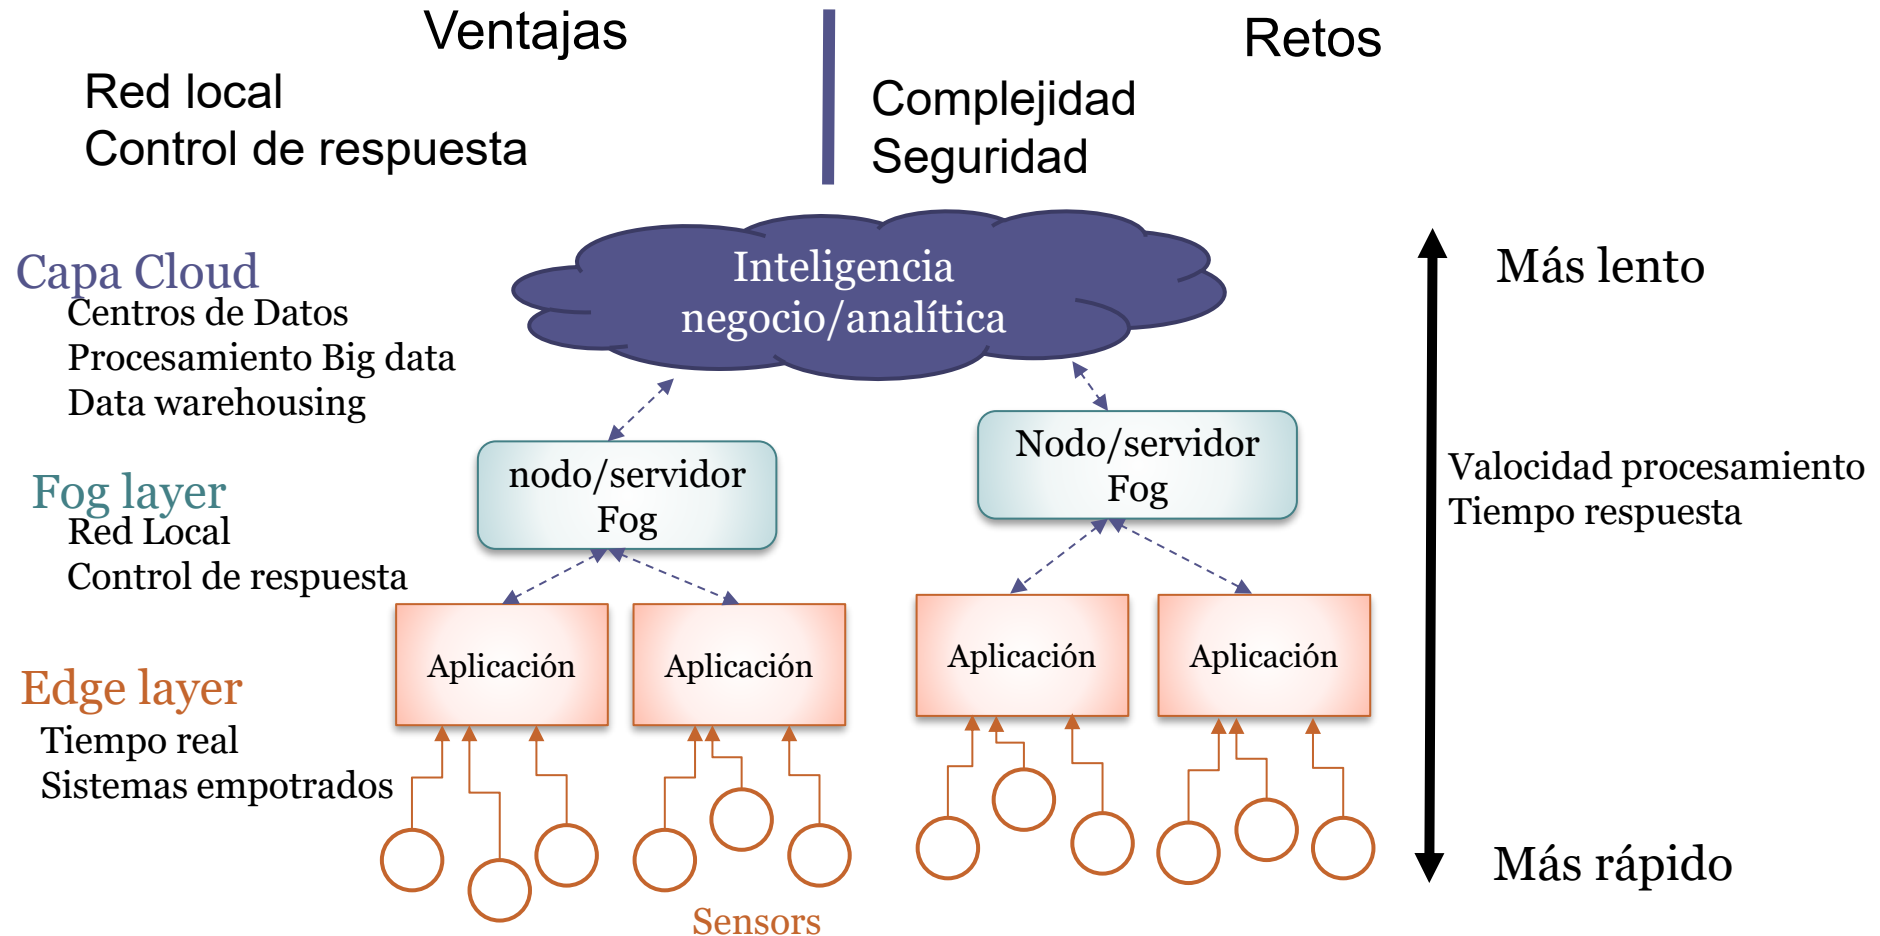 Ventajas
Retos
Red local
Control de respuesta
Complejidad
Seguridad
Capa Cloud
Centros de Datos
Procesamiento Big data
Data warehousing
Inteligencia
negocio/analítica
Más lento
Fog layer
Red Local
Control de respuesta
nodo/servidor
Fog
Nodo/servidor
Fog
Valocidad procesamiento
Tiempo respuesta
Edge layer
Tiempo real
Sistemas empotrados
Aplicación
Aplicación
Aplicación
Aplicación
Más rápido
Sensors